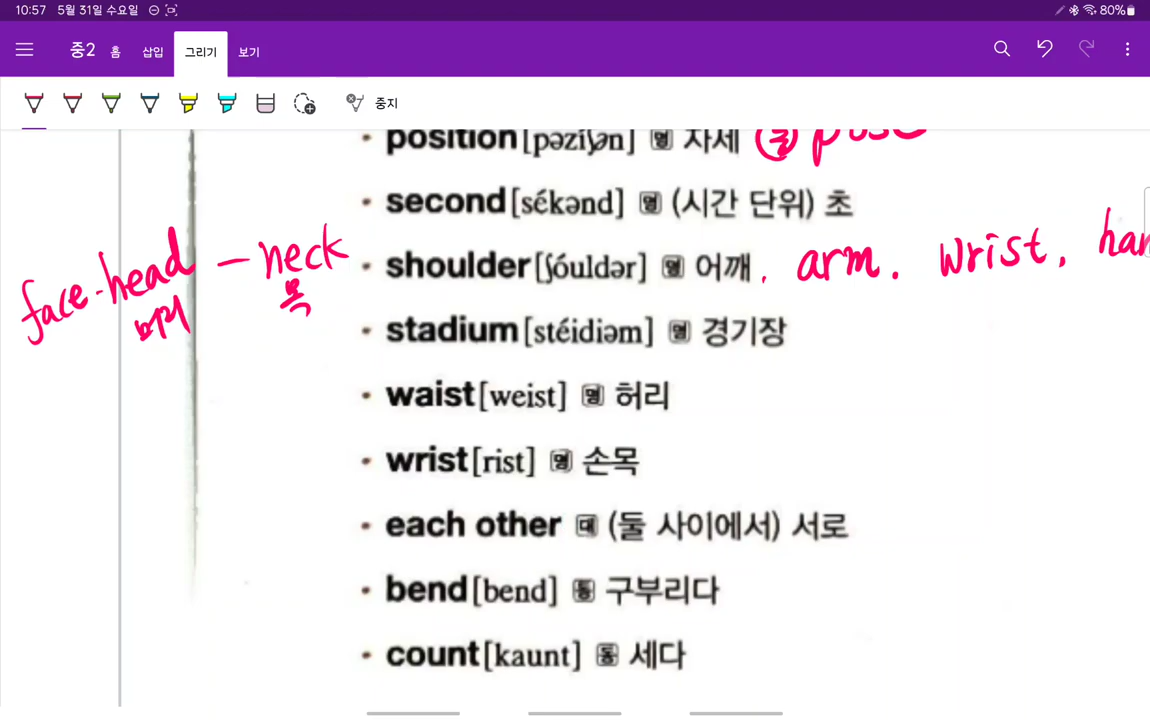 10:57 5월 31일 수요일 80%
중2 홈 삽입 그리기 보기
중지
position [pəzíʃən] 명 자세 동 pose
second [sékənd] 명 (시간 단위) 초
face - head - neck shoulder [ʃóuldər] 명 어깨, arm, wrist, han
머리 목
stadium [stéidiəm] 명 경기장
waist [weist] 명 허리
wrist [rist] 명 손목
each other 대 (둘 사이에서) 서로
bend [bend] 동 구부리다
count [kaunt] 동 세다